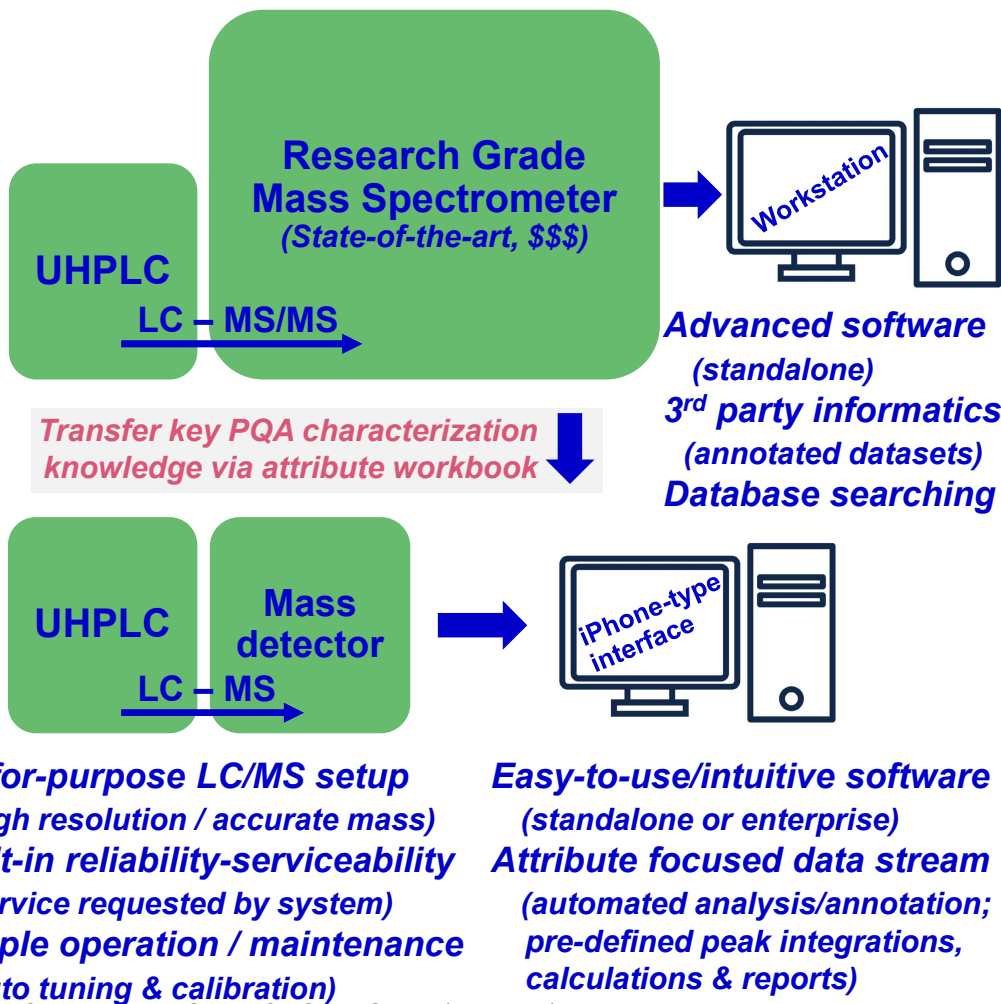 Research Grade
Mass Spectrometer
(State-of-the-art, $$$)
UHPLC
LC – MS/MS
Workstation
Advanced software
(standalone)
3rd party informatics
(annotated datasets)
Database searching
Transfer key PQA characterization
knowledge via attribute workbook
UHPLC
Mass
detector
LC – MS
iPhone-type
interface
for-purpose LC/MS setup
gh resolution / accurate mass)
lt-in reliability-serviceability
ervice requested by system)
ple operation / maintenance
to tuning & calibration)
Easy-to-use/intuitive software
(standalone or enterprise)
Attribute focused data stream
(automated analysis/annotation;
pre-defined peak integrations,
calculations & reports)